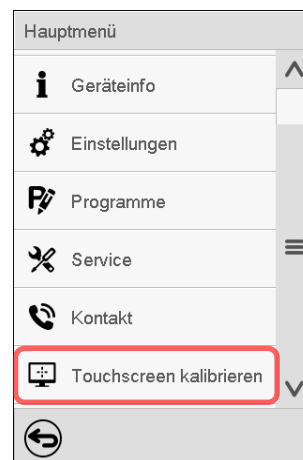 Hauptmenü
Geräteinfo
Einstellungen
Programme
Service
Kontakt
Touchscreen kalibrieren